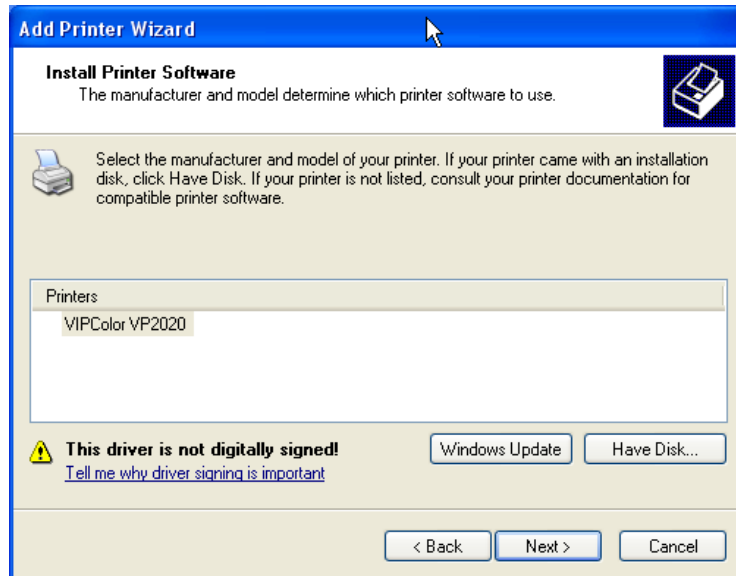 Add Printer Wizard
Install Printer Software
The manufacturer and model determine which printer software to use.
Select the manufacturer and model of your printer. If your printer came with an installation
disk, click Have Disk. If your printer is not listed, consult your printer documentation for
compatible printer software.
Printers
VIPColor VP2020
This driver is not digitally signed!
Tell me why driver signing is important
Windows Update
Have Disk...
< Back
Next >
Cancel